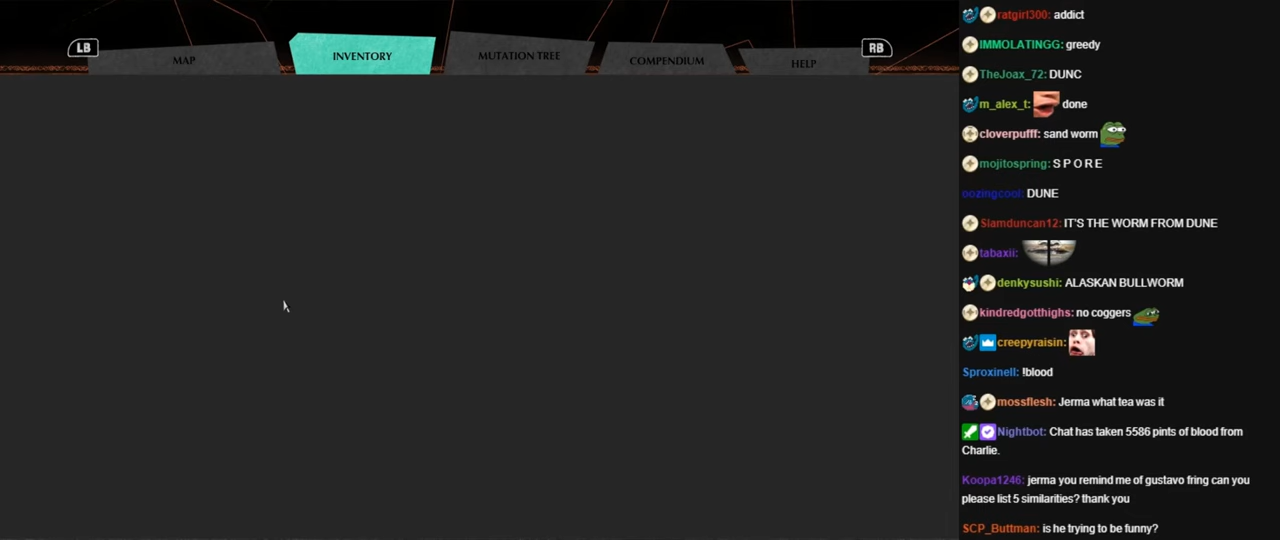 LB
MAP
INVENTORY
MUTATION TREE
COMPENDIUM
HELP
RB
ratgirl300: addict
IMMOLATINGG: greedy
TheJoax_72: DUNC
m_alex_t: done
cloverpufff: sand worm
mojitospring: S P O R E
oozingcool: DUNE
Slamduncan12: IT'S THE WORM FROM DUNE
tabaxii:
denkysushi: ALASKAN BULLWORM
kindredgotthighs: no coggers
creepyraisin:
Sproxinell: !blood
mossflesh: Jerma what tea was it
Nightbot: Chat has taken 5586 pints of blood from
Charlie.
Koopa1246: jerma you remind me of gustavo fring can you
please list 5 similarities? thank you
SCP_Buttman: is he trying to be funny?